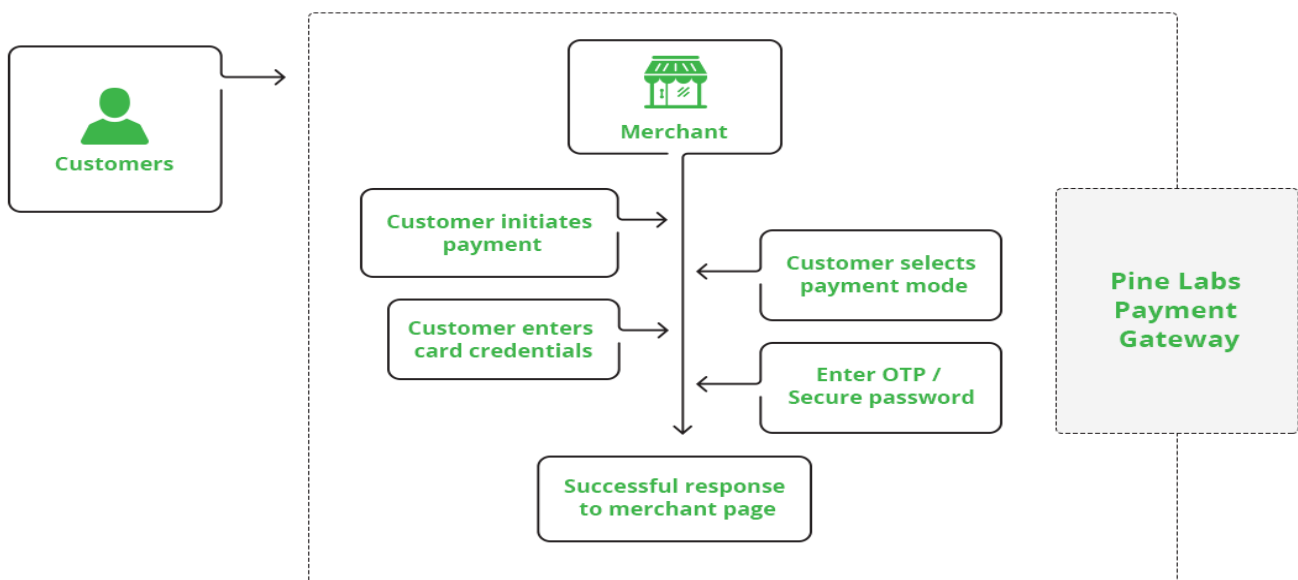 Customers
Merchant
Customer initiates
payment
Customer selects
payment mode
Customer enters
card credentials
Enter OTP /
Secure password
Successful response
to merchant page
Pine Labs
Payment
Gateway